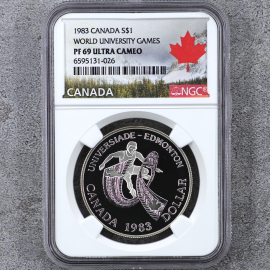 1983 CANADA S$1
WORLD UNIVERSITY GAMES
PF 69 ULTRA CAMEO
6595131-026
CANADA
NGC
UNIVERSIADE - EDMONTON
CANADA 1983 DOLLAR